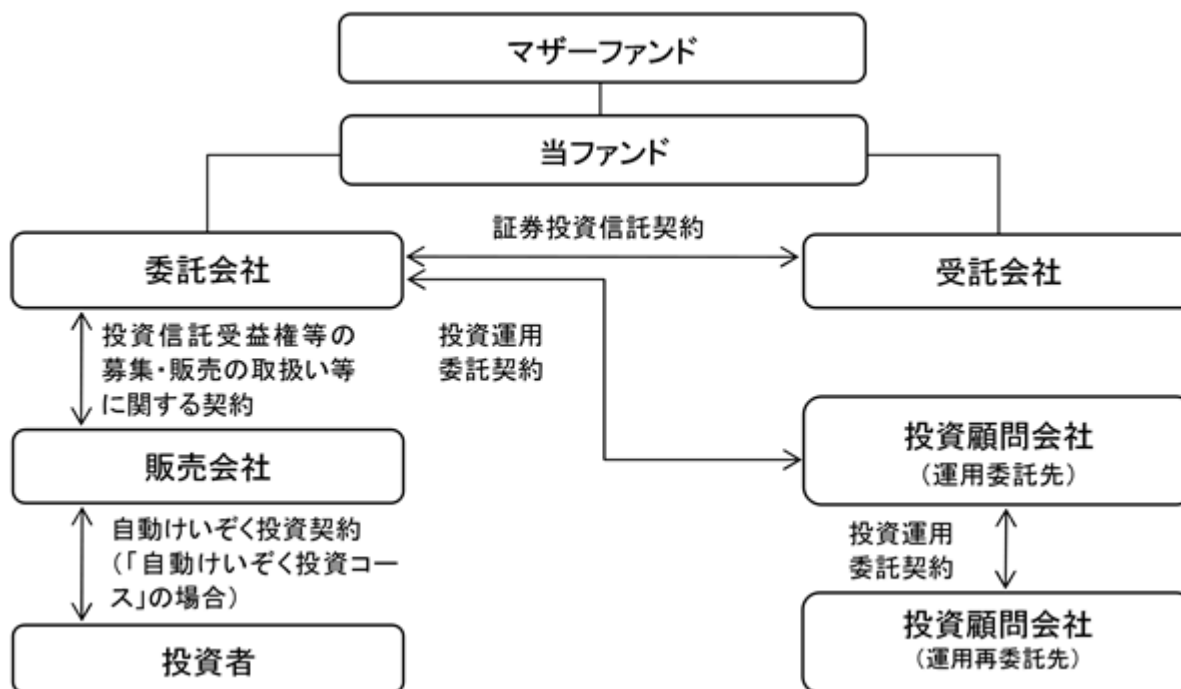 マザーファンド
当ファンド
証券投資信託契約
委託会社
受託会社
投資信託受益権等の
募集・販売の取扱い等
に関する契約
投資運用
委託契約
販売会社
投資顧問会社
（運用委託先）
自動けいぞく投資契約
（「自動けいぞく投資コー
ス」の場合）
投資運用
委託契約
投資者
投資顧問会社
（運用再委託先）